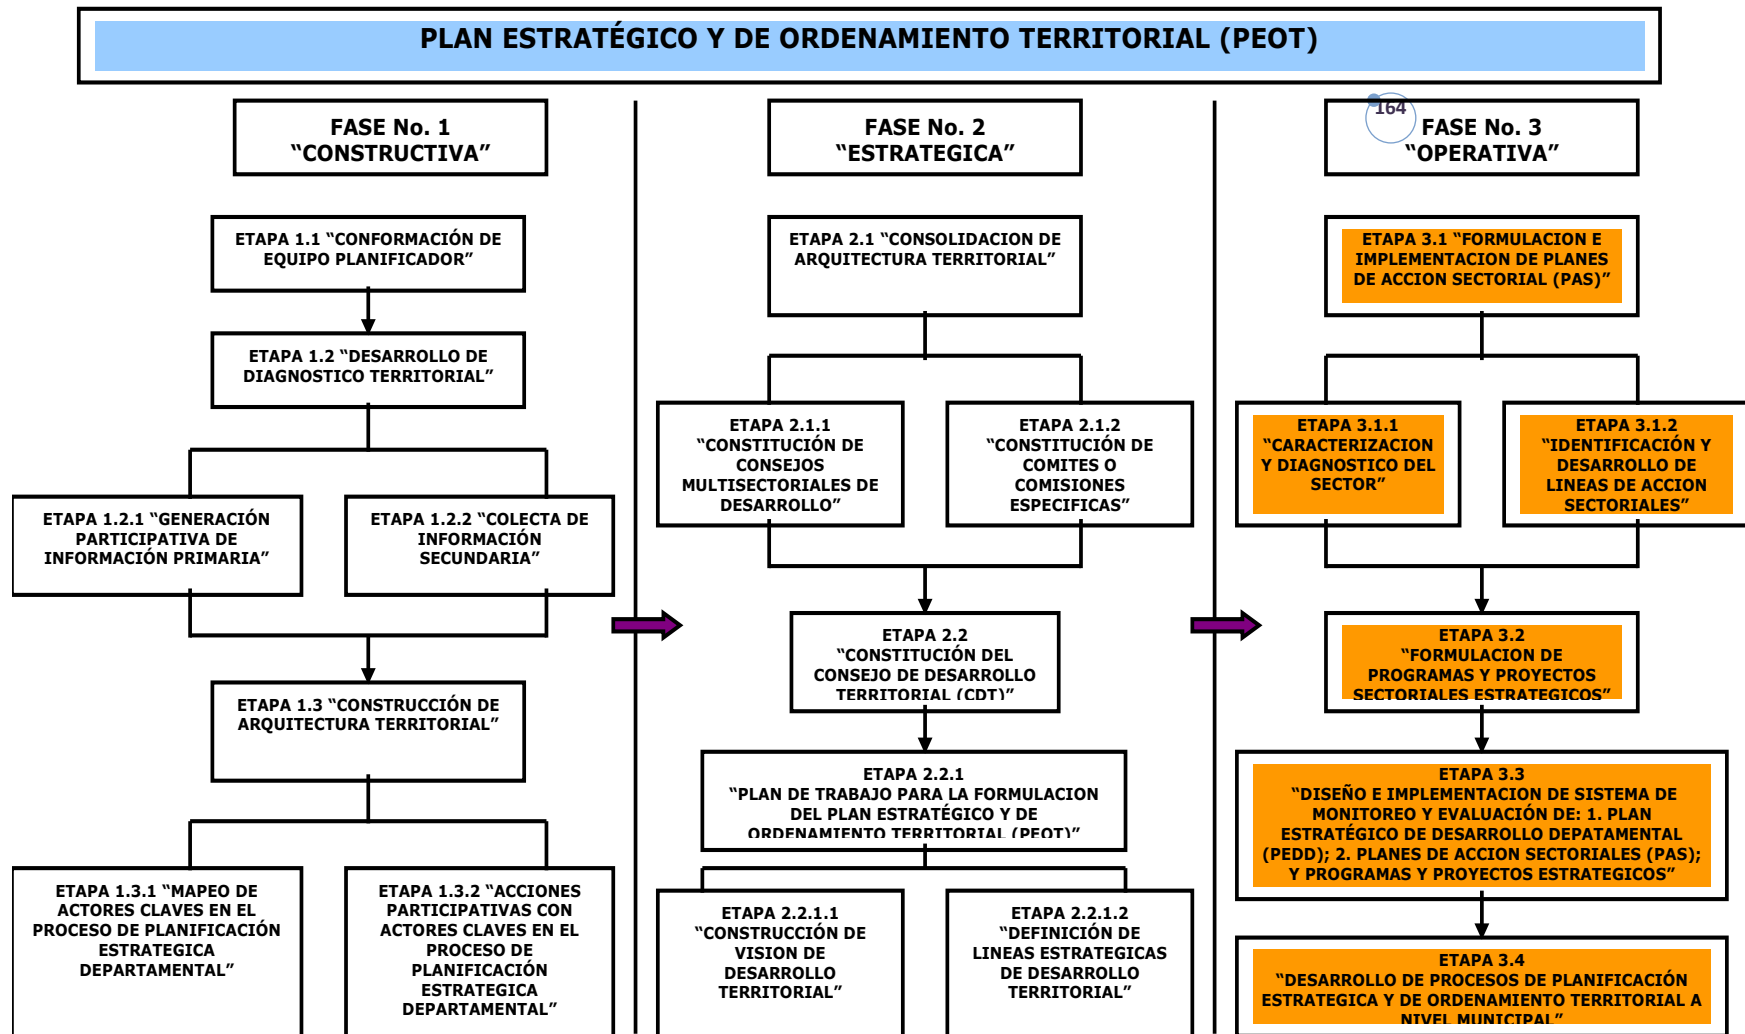 PLAN ESTRATÉGICO Y DE ORDENAMIENTO TERRITORIAL (PEOT)
164
FASE No. 1
“CONSTRUCTIVA”
ETAPA 1.1 “CONFORMACIÓN DE
EQUIPO PLANIFICADOR”
ETAPA 1.2 “DESARROLLO DE
DIAGNOSTICO TERRITORIAL”
ETAPA 1.2.1 “GENERACIÓN
PARTICIPATIVA DE
INFORMACIÓN PRIMARIA”
ETAPA 1.2.2 “COLECTA DE
INFORMACIÓN
SECUNDARIA”
ETAPA 1.3 “CONSTRUCCIÓN DE
ARQUITECTURA TERRITORIAL”
ETAPA 1.3.1 “MAPEO DE
ACTORES CLAVES EN EL
PROCESO DE PLANIFICACIÓN
ESTRATEGICA
DEPARTAMENTAL”
ETAPA 1.3.2 “ACCIONES
PARTICIPATIVAS CON
ACTORES CLAVES EN EL
PROCESO DE
PLANIFICACIÓN
ESTRATEGICA
DEPARTAMENTAL”
FASE No. 2
“ESTRATEGICA”
ETAPA 2.1 “CONSOLIDACION DE
ARQUITECTURA TERRITORIAL”
ETAPA 2.1.1
“CONSTITUCIÓN DE
CONSEJOS
MULTISECTORIALES DE
DESARROLLO”
ETAPA 2.1.2
“CONSTITUCIÓN DE
COMITES O
COMISIONES
ESPECIFICAS”
ETAPA 2.2
“CONSTITUCIÓN DEL
CONSEJO DE DESARROLLO
TERRITORIAL (CDT)”
ETAPA 2.2.1
“PLAN DE TRABAJO PARA LA FORMULACION
DEL PLAN ESTRATÉGICO Y DE
ORDENAMIENTO TERRITORIAL (PEOT)”
ETAPA 2.2.1.1
“CONSTRUCCIÓN DE
VISION DE
DESARROLLO
TERRITORIAL”
ETAPA 2.2.1.2
“DEFINICIÓN DE
LINEAS ESTRATEGICAS
DE DESARROLLO
TERRITORIAL”
FASE No. 3
“OPERATIVA”
ETAPA 3.1 “FORMULACION E
IMPLEMENTACION DE PLANES
DE ACCION SECTORIAL (PAS)”
ETAPA 3.1.1
“CARACTERIZACION
Y DIAGNOSTICO DEL
SECTOR”
ETAPA 3.1.2
“IDENTIFICACIÓN Y
DESARROLLO DE
LINEAS DE ACCION
SECTORIALES”
ETAPA 3.2
“FORMULACION DE
PROGRAMAS Y PROYECTOS
SECTORIALES ESTRATEGICOS”
ETAPA 3.3
“DISEÑO E IMPLEMENTACION DE SISTEMA DE
MONITOREO Y EVALUACIÓN DE: 1. PLAN
ESTRATÉGICO DE DESARROLLO DEPATAMENTAL
(PEDD); 2. PLANES DE ACCION SECTORIALES (PAS);
Y PROGRAMAS Y PROYECTOS ESTRATEGICOS”
ETAPA 3.4
“DESARROLLO DE PROCESOS DE PLANIFICACIÓN
ESTRATEGICA Y DE ORDENAMIENTO TERRITORIAL A
NIVEL MUNICIPAL”